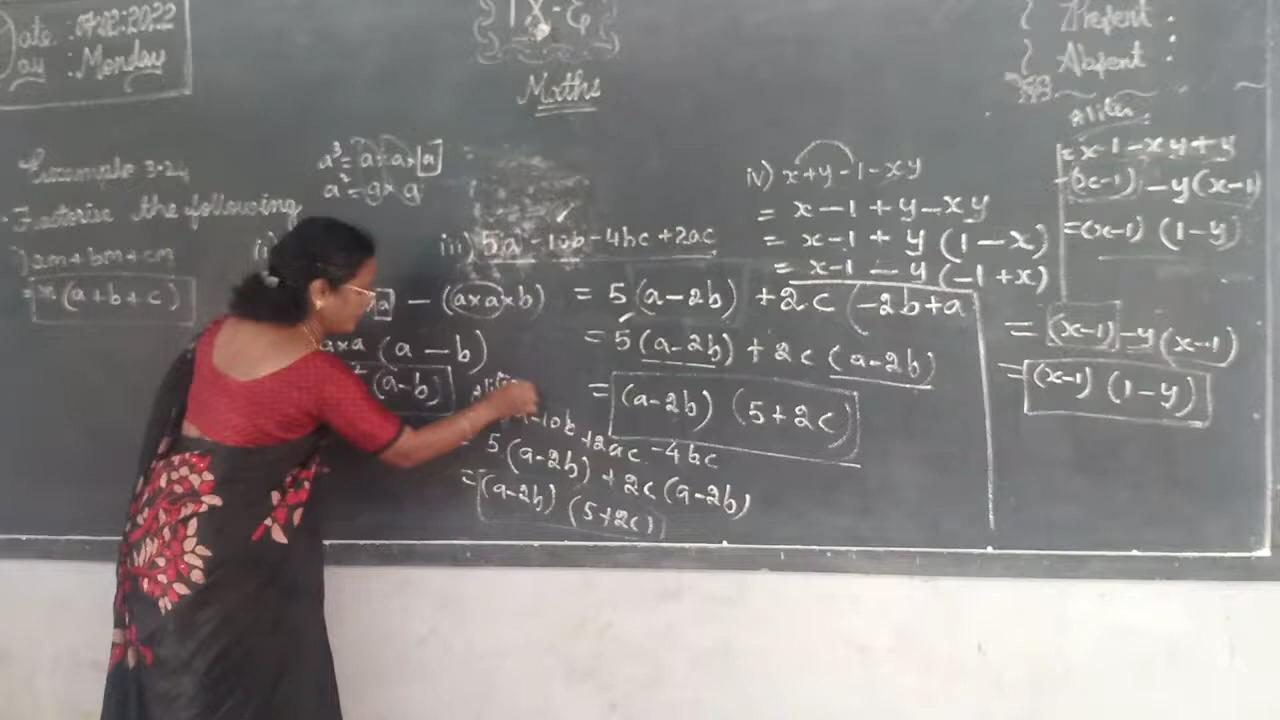 Date : 07.02.2022
Day : Monday
IX-E
Maths
Present :
Absent :
Example 3.24
Factorise the following
am+bm+cm
(a+b+c)
a³=a×a×a
a²=a×a
- (a×a×b)
a×a (a-b)
(a-b)
iii) 5a-10b-4bc+2ac
= 5(a-2b) +2c(-2b+a
= 5(a-2b) + 2c (a-2b)
= (a-2b) (5+2c)
-10b +2ac-4bc
5(a-2b) + 2c(a-2b)
= (a-2b) (5+2c)
iv) x+y-1-xy
= x-1+y-xy
= x-1+ y (1-x)
= x-1 - y (-1+x)
=x-1-xy+y
(x-1) -y(x-1)
=(x-1) (1-y)
= (x-1)-y(x-1)
= (x-1) (1-y)